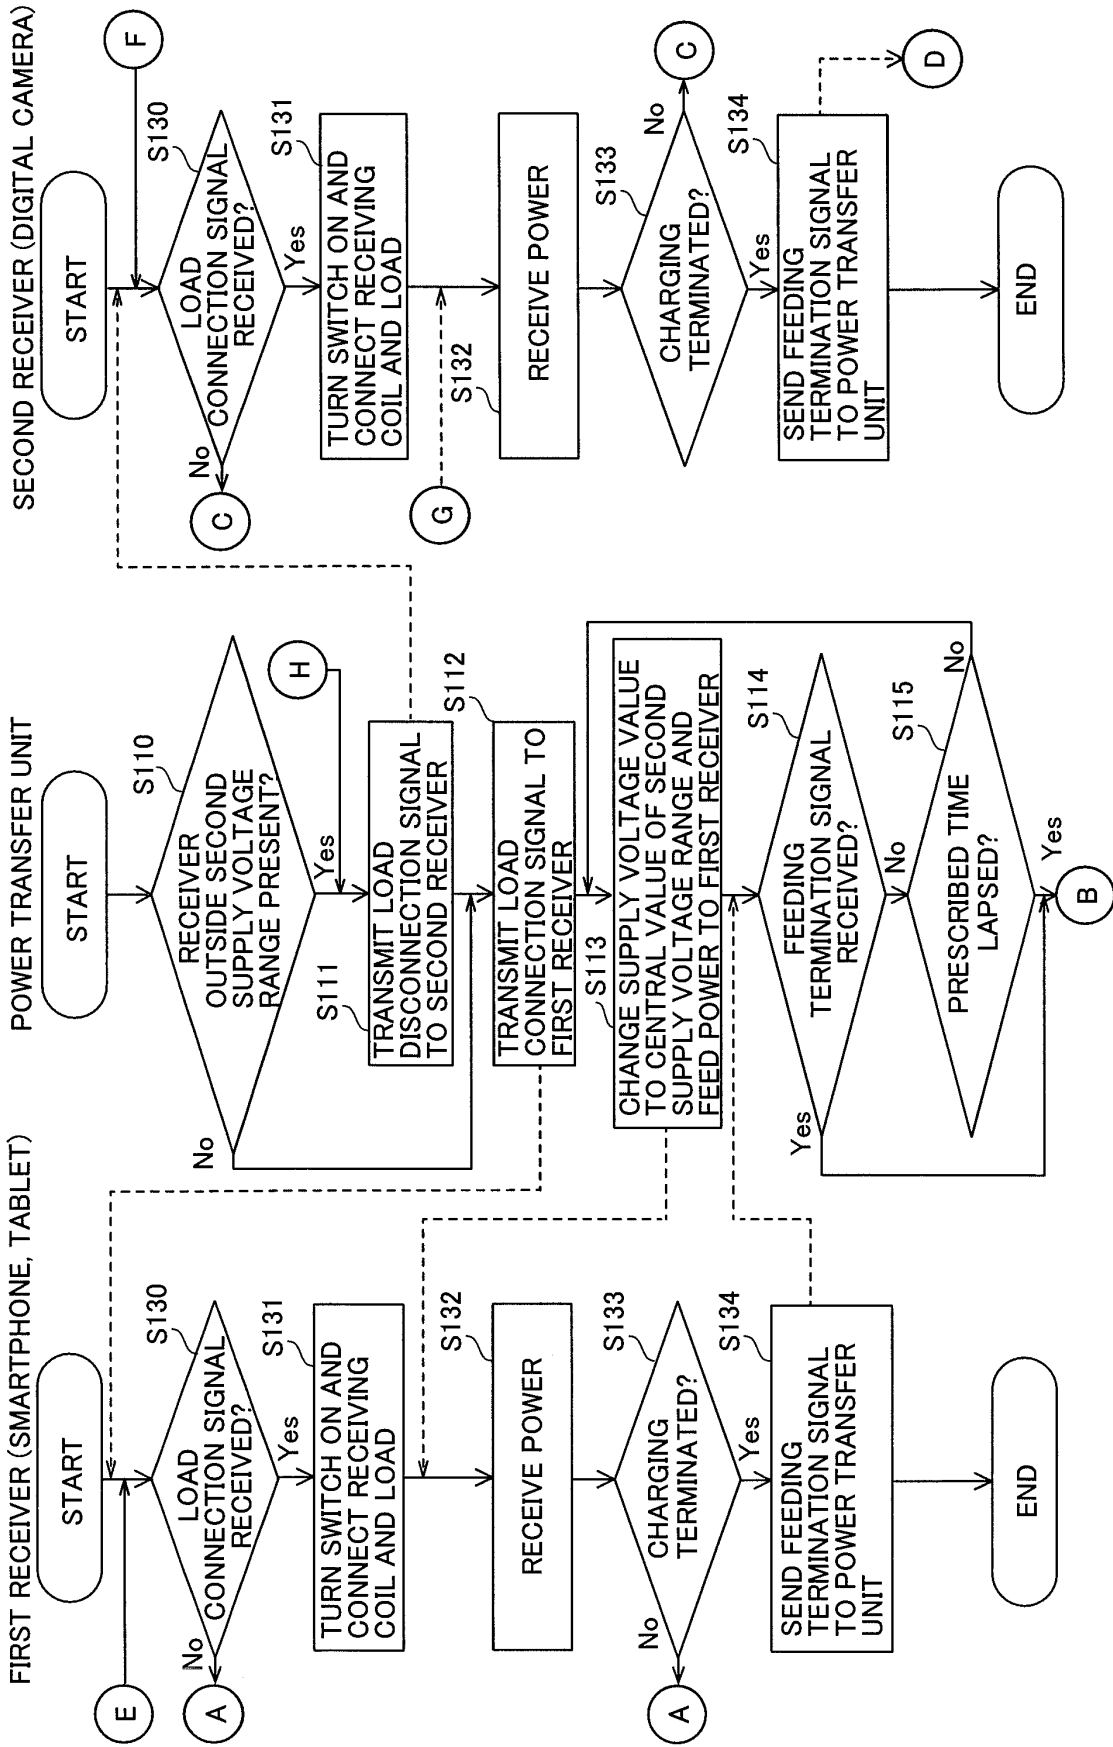 FIRST RECEIVER (SMARTPHONE, TABLET)
START
E
S130
LOAD
CONNECTION SIGNAL
RECEIVED?
No
A
Yes
S131
TURN SWITCH ON AND
CONNECT RECEIVING
COIL AND LOAD
S132
RECEIVE POWER
S133
CHARGING
TERMINATED?
No
A
Yes
S134
SEND FEEDING
TERMINATION SIGNAL
TO POWER TRANSFER
UNIT
END
POWER TRANSFER UNIT
START
S110
RECEIVER
OUTSIDE SECOND
SUPPLY VOLTAGE
RANGE PRESENT?
No
Yes
H
S111
TRANSMIT LOAD
DISCONNECTION SIGNAL
TO SECOND RECEIVER
S112
TRANSMIT LOAD
CONNECTION SIGNAL TO
FIRST RECEIVER
S113
CHANGE SUPPLY VOLTAGE VALUE
TO CENTRAL VALUE OF SECOND
SUPPLY VOLTAGE RANGE AND
FEED POWER TO FIRST RECEIVER
S114
FEEDING
TERMINATION SIGNAL
RECEIVED?
Yes
No
S115
PRESCRIBED TIME
LAPSED?
No
Yes
B
SECOND RECEIVER (DIGITAL CAMERA)
START
F
S130
LOAD
CONNECTION SIGNAL
RECEIVED?
No
C
Yes
S131
TURN SWITCH ON AND
CONNECT RECEIVING
COIL AND LOAD
G
S132
RECEIVE POWER
S133
CHARGING
TERMINATED?
No
C
Yes
S134
SEND FEEDING
TERMINATION SIGNAL
TO POWER TRANSFER
UNIT
D
END